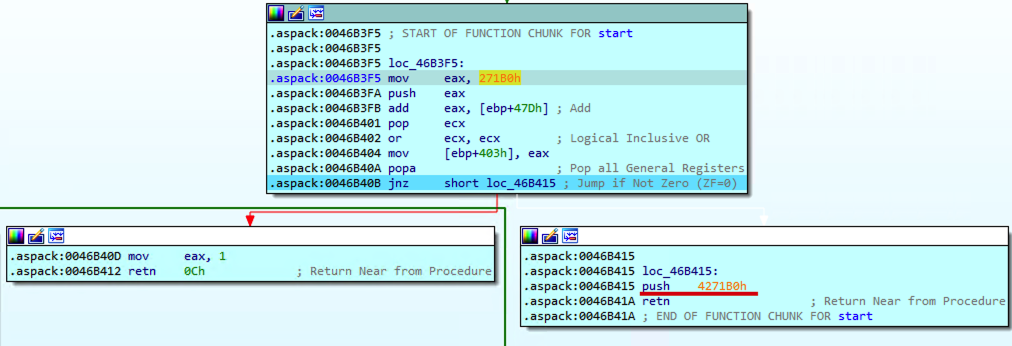 .aspack:0046B3F5 ; START OF FUNCTION CHUNK FOR start
.aspack:0046B3F5
.aspack:0046B3F5 loc_46B3F5:
.aspack:0046B3F5 mov eax, 271B0h
.aspack:0046B3FA push eax
.aspack:0046B3FB add eax, [ebp+47Dh] ; Add
.aspack:0046B401 pop ecx
.aspack:0046B402 or ecx, ecx ; Logical Inclusive OR
.aspack:0046B404 mov [ebp+403h], eax
.aspack:0046B40A popa ; Pop all General Registers
.aspack:0046B40B jnz short loc_46B415 ; Jump if Not Zero (ZF=0)
.aspack:0046B40D mov eax, 1
.aspack:0046B412 retn 0Ch ; Return Near from Procedure
.aspack:0046B415
.aspack:0046B415 loc_46B415:
.aspack:0046B415 push 4271B0h
.aspack:0046B41A retn ; Return Near from Procedure
.aspack:0046B41A ; END OF FUNCTION CHUNK FOR start